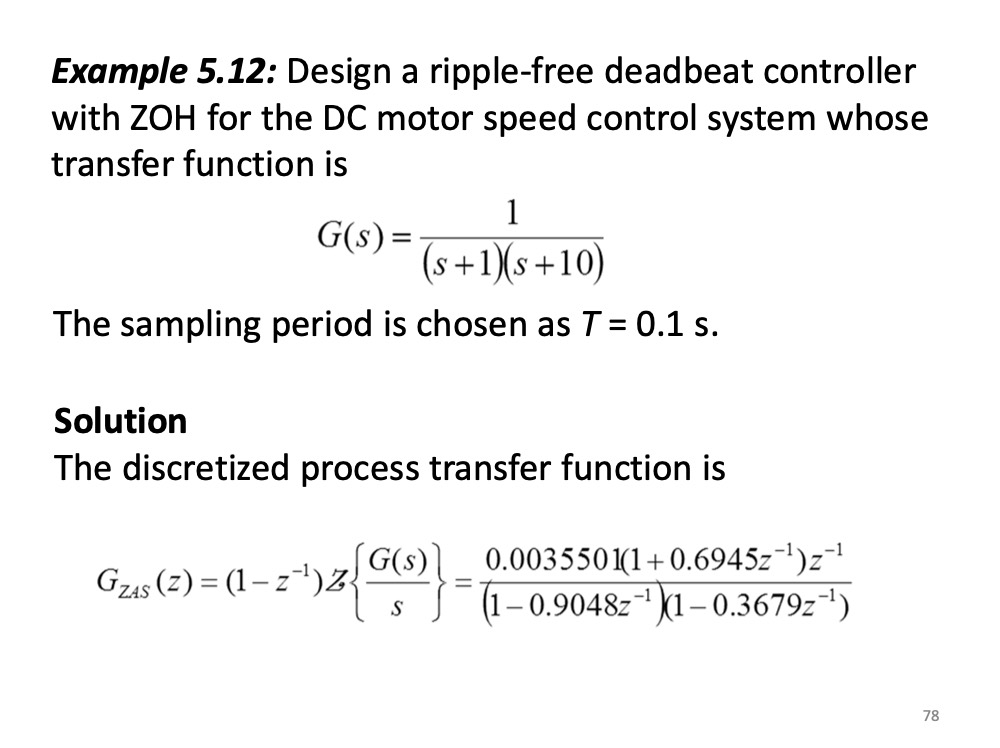 Example 5.12: Design a ripple-free deadbeat controller
with ZOH for the DC motor speed control system whose
transfer function is
G(s) = 1 / (s+1)(s+10)
The sampling period is chosen as T = 0.1 s.
Solution
The discretized process transfer function is
G_ZAS(z) = (1 − z⁻¹)Z{G(s)/s} = 0.0035501(1 + 0.6945z⁻¹)z⁻¹ / (1 − 0.9048z⁻¹)(1 − 0.3679z⁻¹)
78